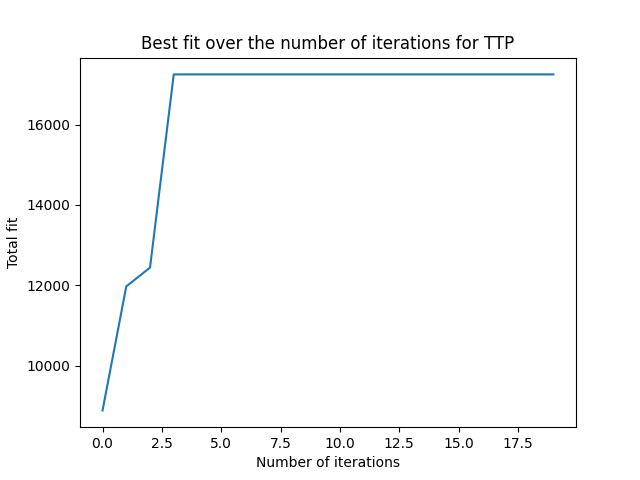 Best fit over the number of iterations for TTP
16000
14000
12000
10000
Total fit
0.0 2.5 5.0 7.5 10.0 12.5 15.0 17.5
Number of iterations